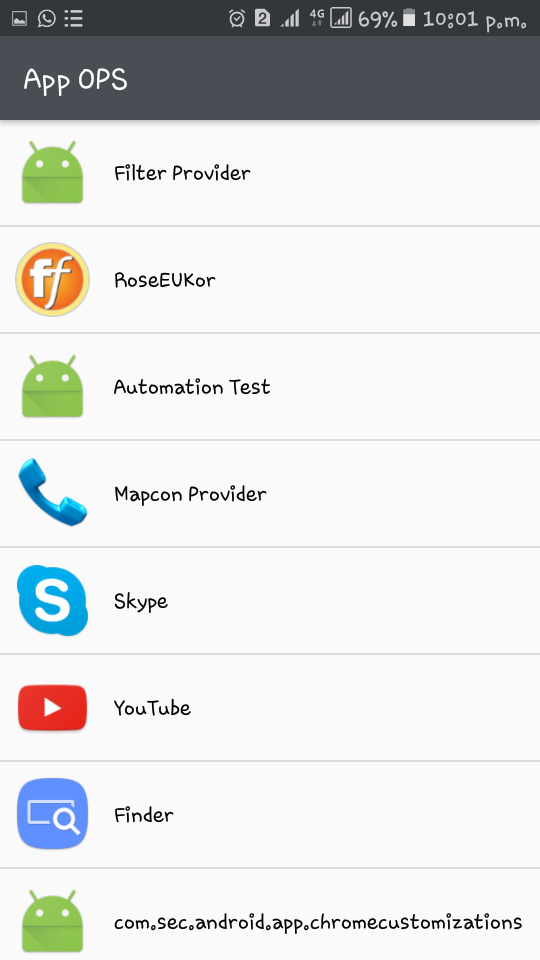 2 4G 69% 10:01 p.m.
App OPS
Filter Provider
ff RoseEUKor
Automation Test
Mapcon Provider
S Skype
YouTube
Finder
com.sec.android.app.chromecustomizations